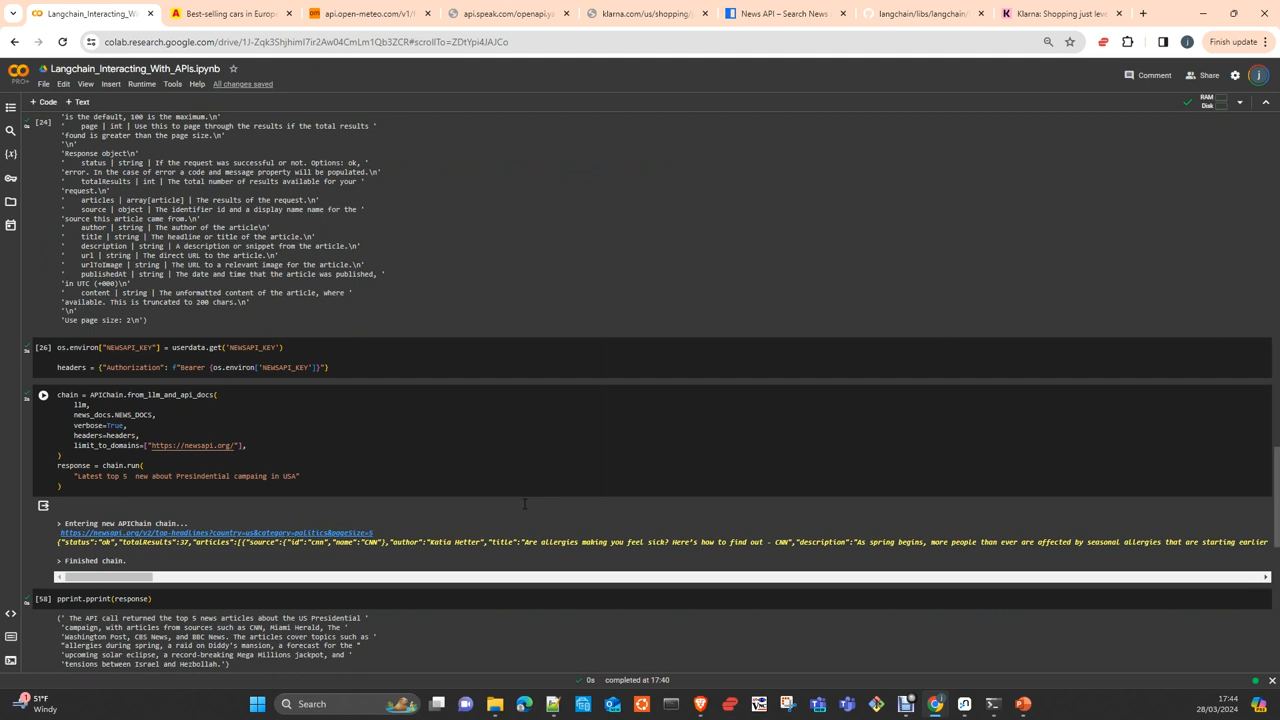 Langchain_Interacting_With_
Best-selling cars in Europe
api.open-meteo.com/v1/f
api.speak.com/openapi.ya
klarna.com/us/shopping/
News API – Search News
langchain/libs/langchain/
Klarna: Shopping just leve
colab.research.google.com/drive/1J-Zqk3Shjhiml7ir2Aw04CmLm1Qb3ZCR#scrollTo=ZDtYpi4JAJCo
Finish update
Langchain_Interacting_With_APIs.ipynb
PRO+
File Edit View Insert Runtime Tools Help All changes saved
Comment
Share
+ Code + Text
RAM
Disk
'is the default, 100 is the maximum.\n'
[24]
' page | int | Use this to page through the results if the total results '
'found is greater than the page size.\n'
'\n'
'Response object\n'
' status | string | If the request was successful or not. Options: ok, '
'error. In the case of error a code and message property will be populated.\n'
' totalResults | int | The total number of results available for your '
'request.\n'
' articles | array[article] | The results of the request.\n'
' source | object | The identifier id and a display name name for the '
'source this article came from.\n'
' author | string | The author of the article\n'
' title | string | The headline or title of the article.\n'
' description | string | A description or snippet from the article.\n'
' url | string | The direct URL to the article.\n'
' urlToImage | string | The URL to a relevant image for the article.\n'
' publishedAt | string | The date and time that the article was published, '
'in UTC (+000)\n'
' content | string | The unformatted content of the article, where '
'available. This is truncated to 200 chars.\n'
'\n'
'Use page size: 2\n')
[26] os.environ["NEWSAPI_KEY"] = userdata.get('NEWSAPI_KEY')
headers = {"Authorization": f"Bearer {os.environ['NEWSAPI_KEY']}"}
chain = APIChain.from_llm_and_api_docs(
llm,
news_docs.NEWS_DOCS,
verbose=True,
headers=headers,
limit_to_domains=["https://newsapi.org/"],
)
response = chain.run(
"Latest top 5 new about Presindential campaing in USA"
)
> Entering new APIChain chain...
https://newsapi.org/v2/top-headlines?country=us&category=politics&pageSize=5
{"status":"ok","totalResults":37,"articles":[{"source":{"id":"cnn","name":"CNN"},"author":"Katia Hetter","title":"Are allergies making you feel sick? Here's how to find out - CNN","description":"As spring begins, more people than ever are affected by seasonal allergies that are starting earlier
> Finished chain.
[58] pprint.pprint(response)
(' The API call returned the top 5 news articles about the US Presidential '
'campaign, with articles from sources such as CNN, Miami Herald, The '
'Washington Post, CBS News, and BBC News. The articles cover topics such as '
"allergies during spring, a raid on Diddy's mansion, a forecast for the "
'upcoming solar eclipse, a record-breaking Mega Millions jackpot, and '
'tensions between Israel and Hezbollah.')
0s completed at 17:40
51°F
Windy
Search
17:44
28/03/2024